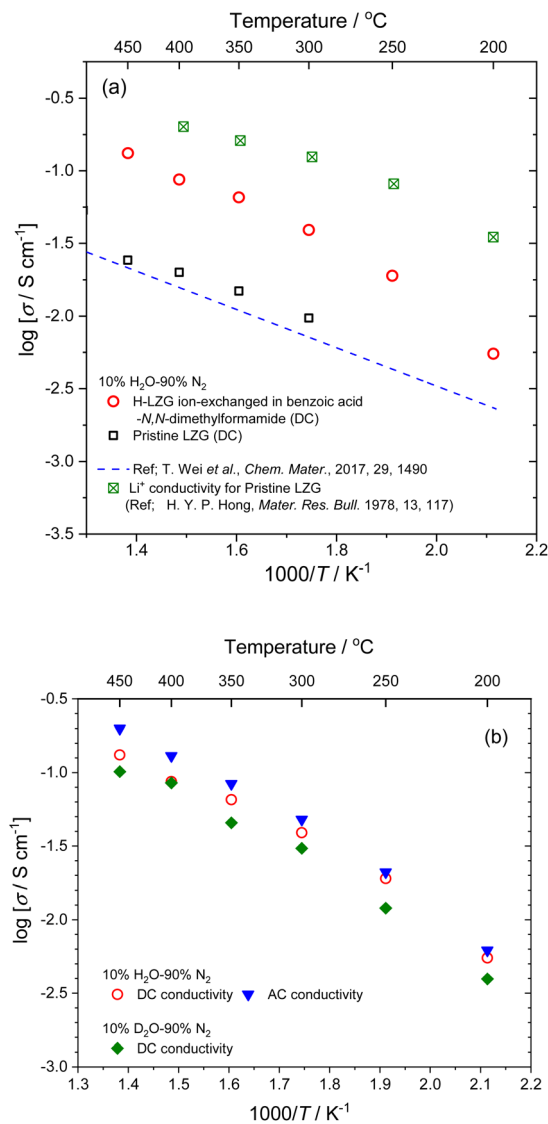 Temperature / °C
450 400 350 300 250 200
(a)
-0.5
-1.0
-1.5
-2.0
-2.5
-3.0
-3.5
log [σ / S cm⁻¹]
10% H₂O-90% N₂
H-LZG ion-exchanged in benzoic acid
-N,N-dimethylformamide (DC)
Pristine LZG (DC)
Ref; T. Wei et al., Chem. Mater., 2017, 29, 1490
Li⁺ conductivity for Pristine LZG
(Ref; H. Y. P. Hong, Mater. Res. Bull. 1978, 13, 117)
1.4 1.6 1.8 2.0 2.2
1000/T / K⁻¹
Temperature / °C
450 400 350 300 250 200
(b)
-0.5
-1.0
-1.5
-2.0
-2.5
-3.0
log [σ / S cm⁻¹]
10% H₂O-90% N₂
DC conductivity AC conductivity
10% D₂O-90% N₂
DC conductivity
1.3 1.4 1.5 1.6 1.7 1.8 1.9 2.0 2.1 2.2
1000/T / K⁻¹